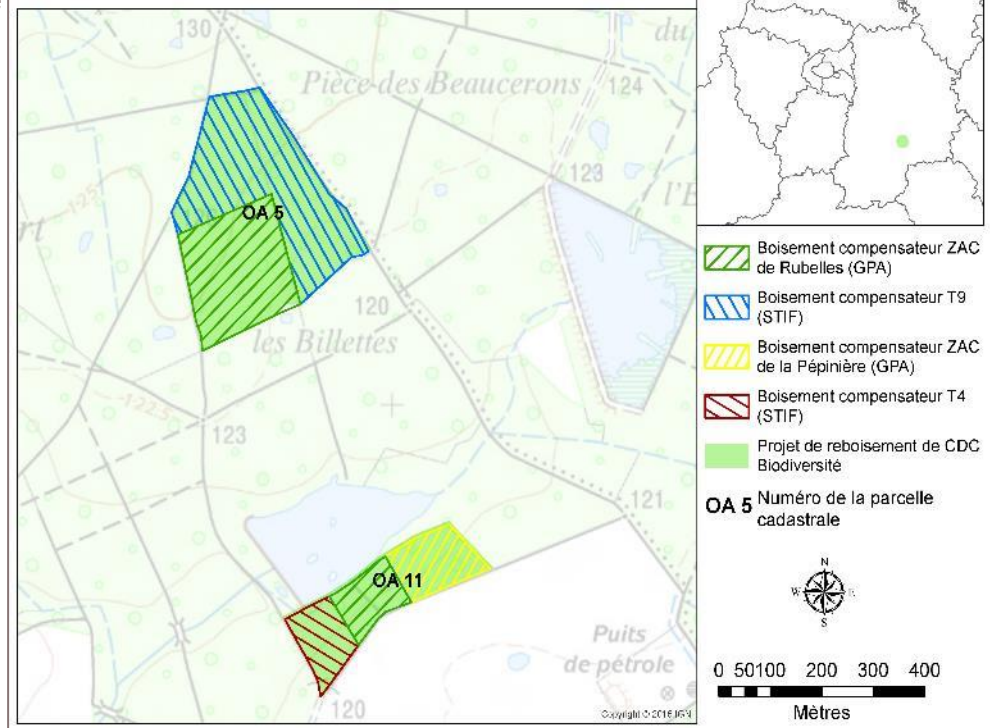 130
Pièce des Beaucerons
du
124
123
l'E
OA 5
120
les Billettes
123
121
OA 11
Puits
de pétrole
120
Copyright © 2016 IGN
Boisement compensateur ZAC
de Rubelles (GPA)
Boisement compensateur T9
(STIF)
Boisement compensateur ZAC
de la Pépinière (GPA)
Boisement compensateur T4
(STIF)
Projet de reboisement de CDC
Biodiversité
OA 5 Numéro de la parcelle
cadastrale
N
W E
S
0 50 100 200 300 400
Mètres